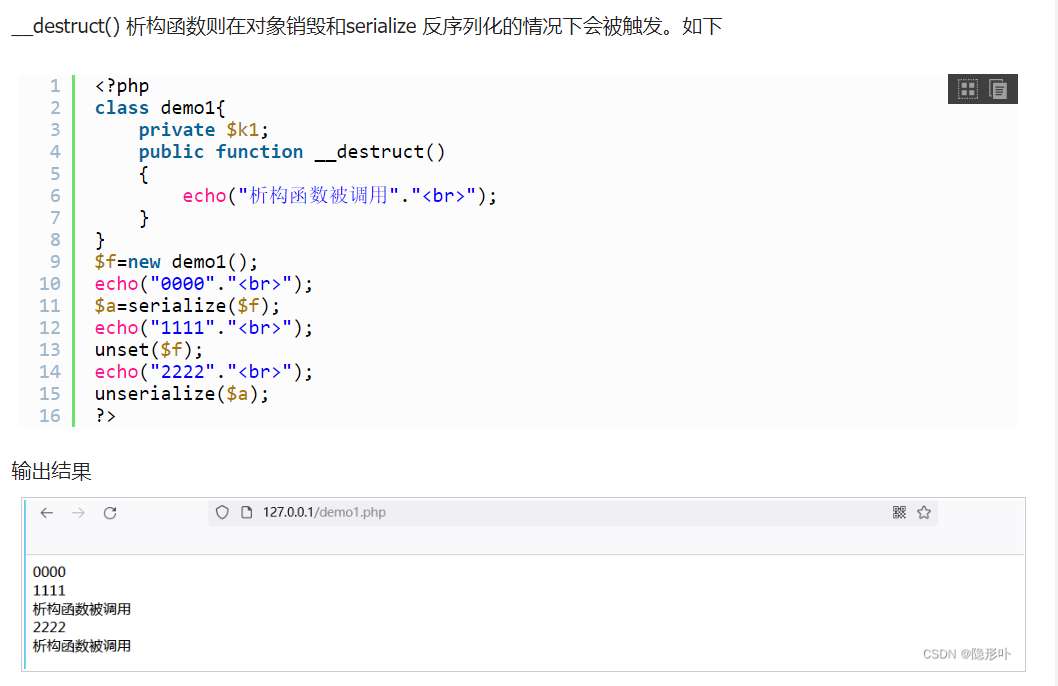 __destruct() 析构函数则在对象销毁和serialize 反序列化的情况下会被触发。如下
1 <?php
2 class demo1{
3     private $k1;
4     public function __destruct()
5     {
6         echo("析构函数被调用"."<br>");
7     }
8 }
9 $f=new demo1();
10 echo("0000"."<br>");
11 $a=serialize($f);
12 echo("1111"."<br>");
13 unset($f);
14 echo("2222"."<br>");
15 unserialize($a);
16 ?>
输出结果
127.0.0.1/demo1.php
0000
1111
析构函数被调用
2222
析构函数被调用
CSDN @隐形卟